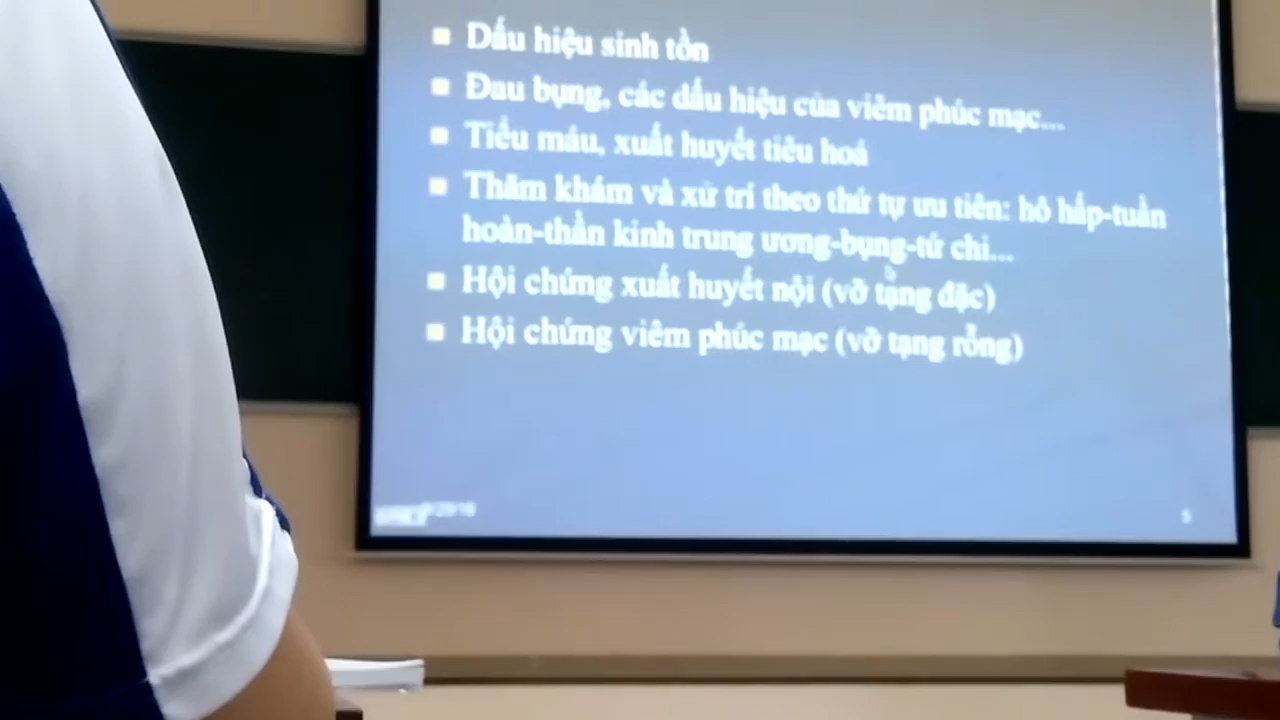 Dấu hiệu sinh tồn
Đau bụng, các dấu hiệu của viêm phúc mạc...
Tiểu máu, xuất huyết tiêu hoá
Thăm khám và xử trí theo thứ tự ưu tiên: hô hấp-tuần
hoàn-thần kinh trung ương-bụng-tứ chi...
Hội chứng xuất huyết nội (vỡ tạng đặc)
Hội chứng viêm phúc mạc (vỡ tạng rỗng)
5